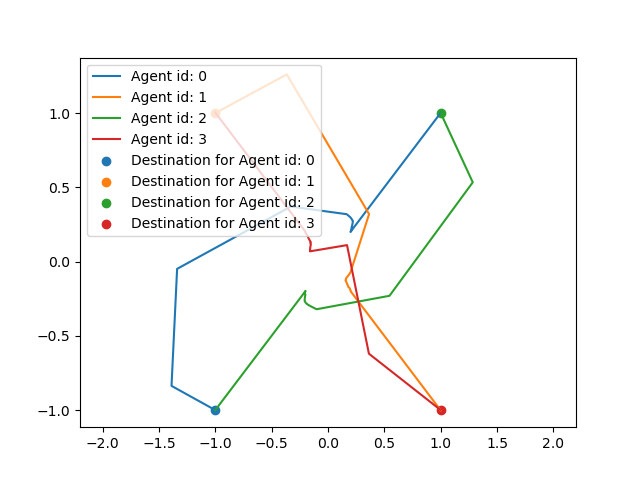 Agent id: 0
Agent id: 1
Agent id: 2
Agent id: 3
Destination for Agent id: 0
Destination for Agent id: 1
Destination for Agent id: 2
Destination for Agent id: 3
1.0
0.5
0.0
−0.5
−1.0
−2.0 −1.5 −1.0 −0.5 0.0 0.5 1.0 1.5 2.0